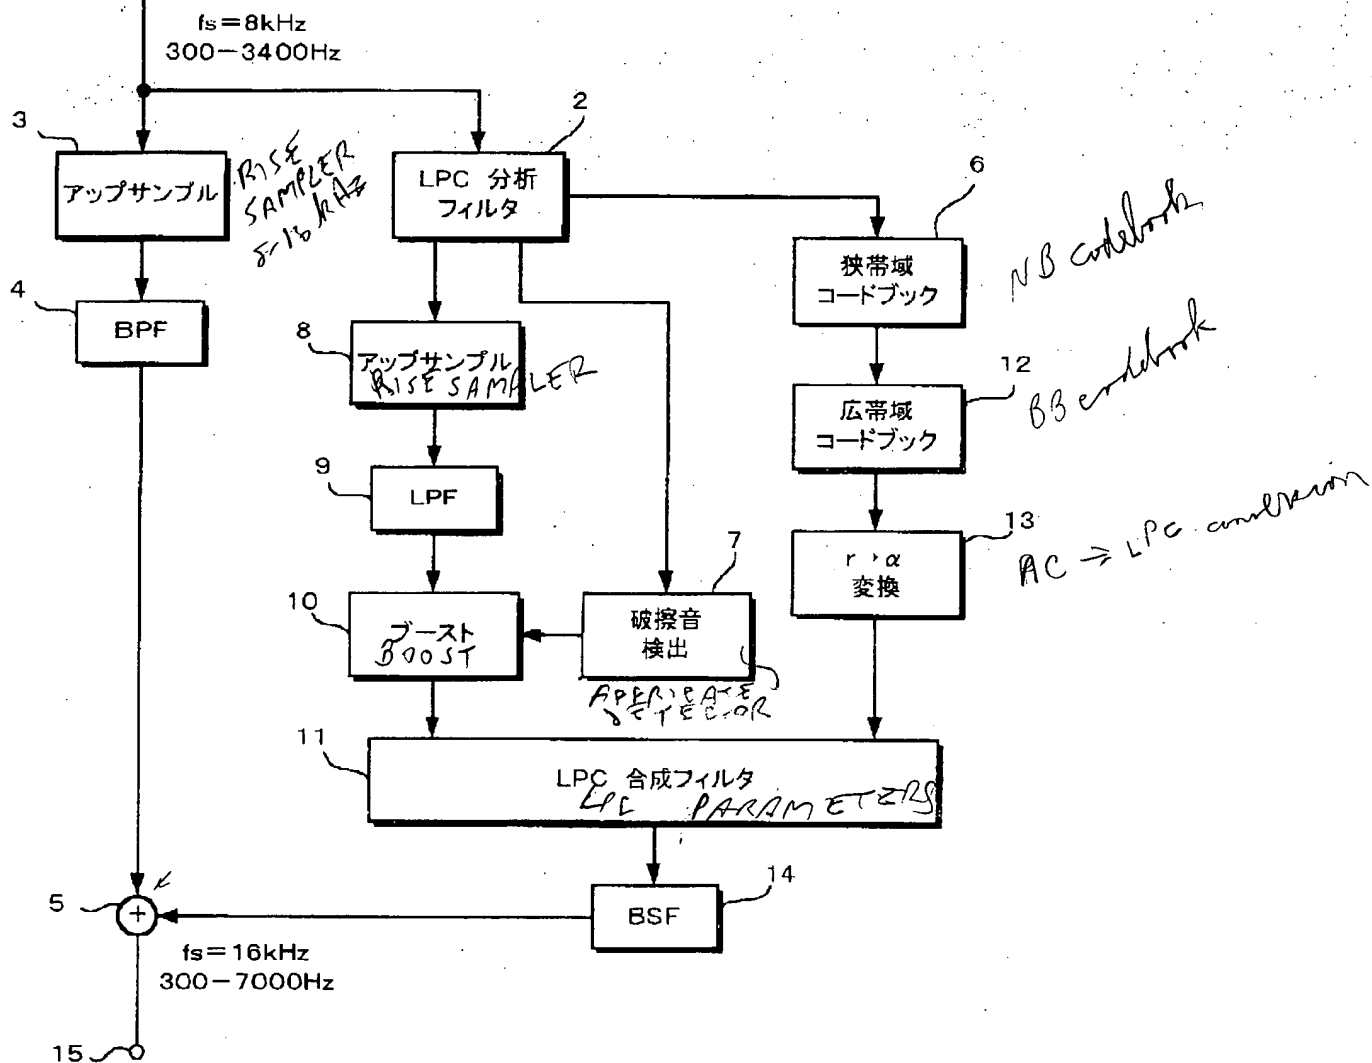 fs=8kHz
300-3400Hz
3
アップサンプル
RISE
SAMPLER
2
LPC 分析
フィルタ
6
狭帯域
コードブック
NB codebook
4
BPF
8
アップサンプル
RISE SAMPLER
12
広帯域
コードブック
BB codebook
9
LPF
13
r→α
変換
AC ⇒ LPC conversion
7
破擦音
検出
10
ブースト
BOOST
DETECTOR
11
LPC 合成フィルタ
LPC PARAMETERS
14
BSF
5
+
fs=16kHz
300-7000Hz
15